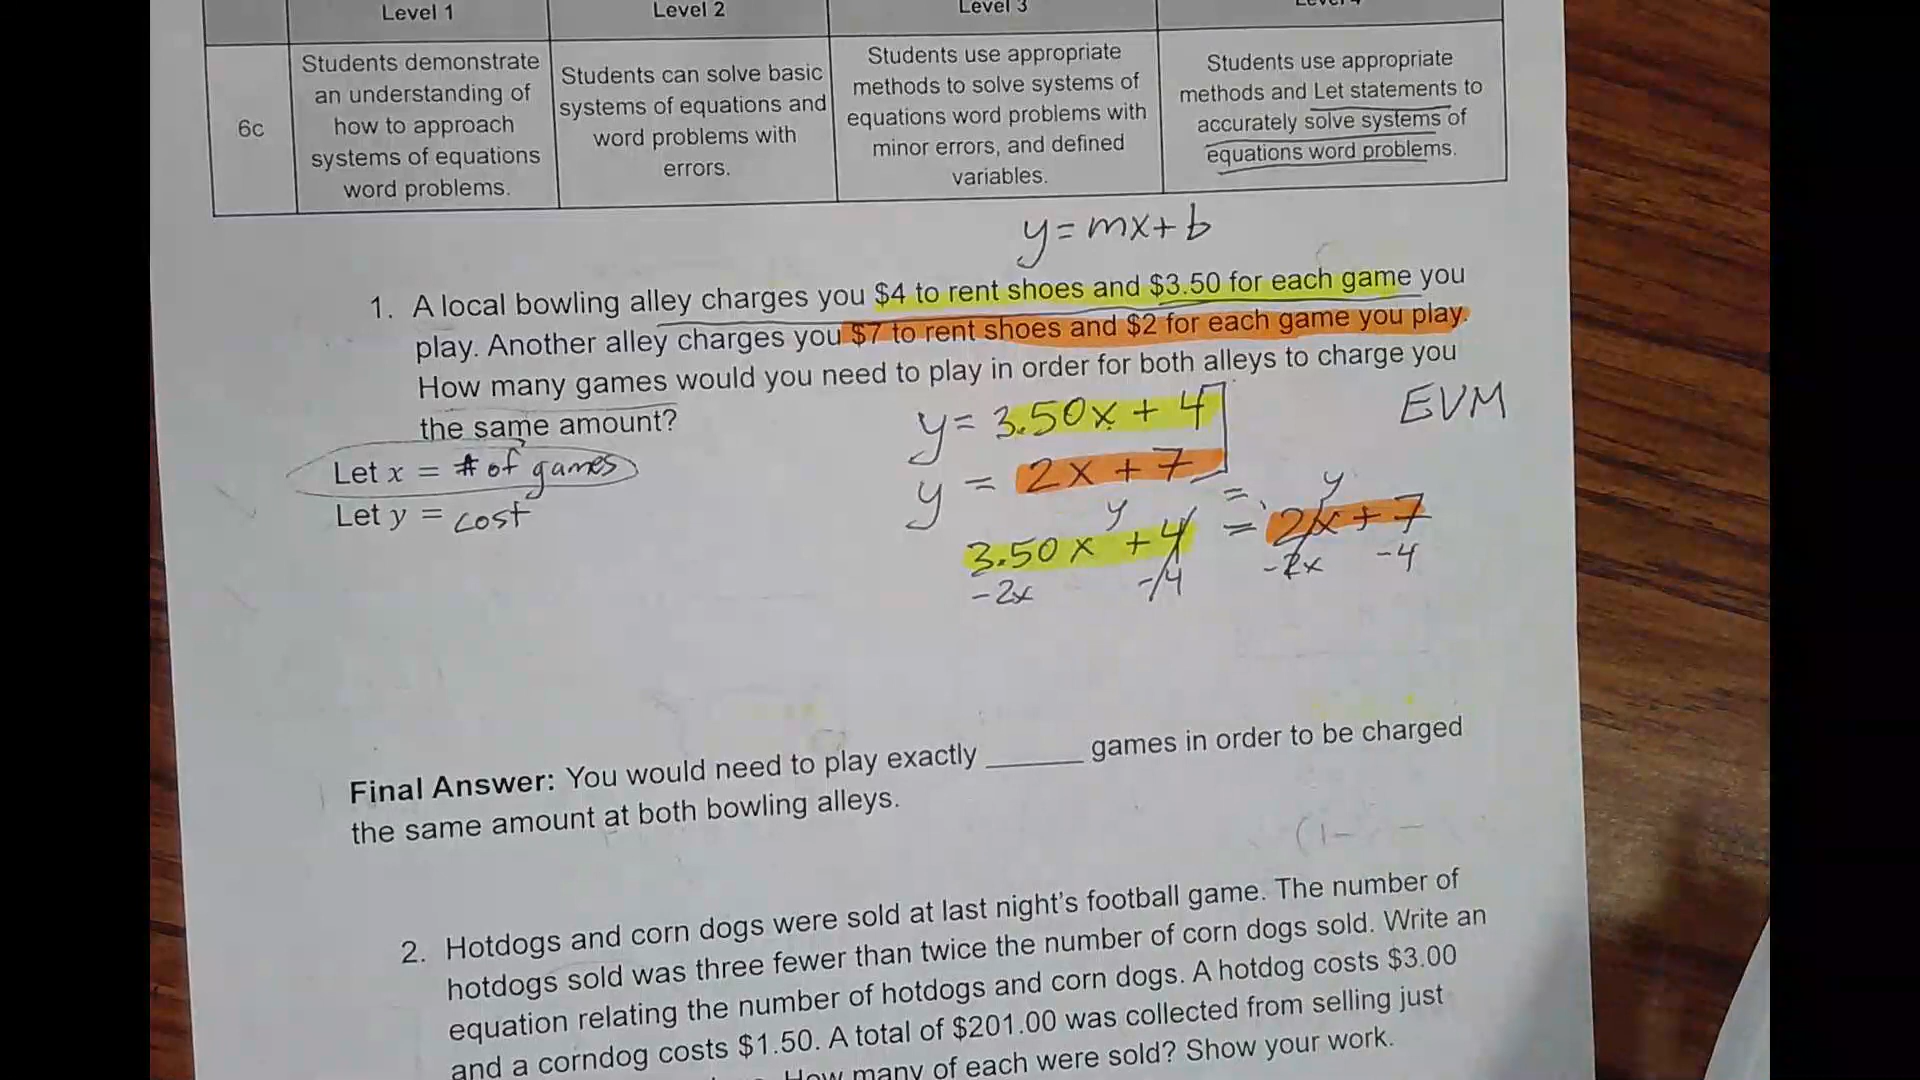 Level 1
Level 2
Level 3
6c
Students demonstrate
an understanding of
how to approach
systems of equations
word problems.
Students can solve basic
systems of equations and
word problems with
errors.
Students use appropriate
methods to solve systems of
equations word problems with
minor errors, and defined
variables.
Students use appropriate
methods and Let statements to
accurately solve systems of
equations word problems.
y = mx + b
1. A local bowling alley charges you $4 to rent shoes and $3.50 for each game you
play. Another alley charges you $7 to rent shoes and $2 for each game you play.
How many games would you need to play in order for both alleys to charge you
the same amount?
EVM
Let x = # of games
Let y = cost
y = 3.50x + 4
y = 2x + 7
y = y
3.50x + 4 = 2x + 7
-2x -4 -2x -4
Final Answer: You would need to play exactly ______ games in order to be charged
the same amount at both bowling alleys.
2. Hotdogs and corn dogs were sold at last night's football game. The number of
hotdogs sold was three fewer than twice the number of corn dogs sold. Write an
equation relating the number of hotdogs and corn dogs. A hotdog costs $3.00
and a corndog costs $1.50. A total of $201.00 was collected from selling just
How many of each were sold? Show your work.